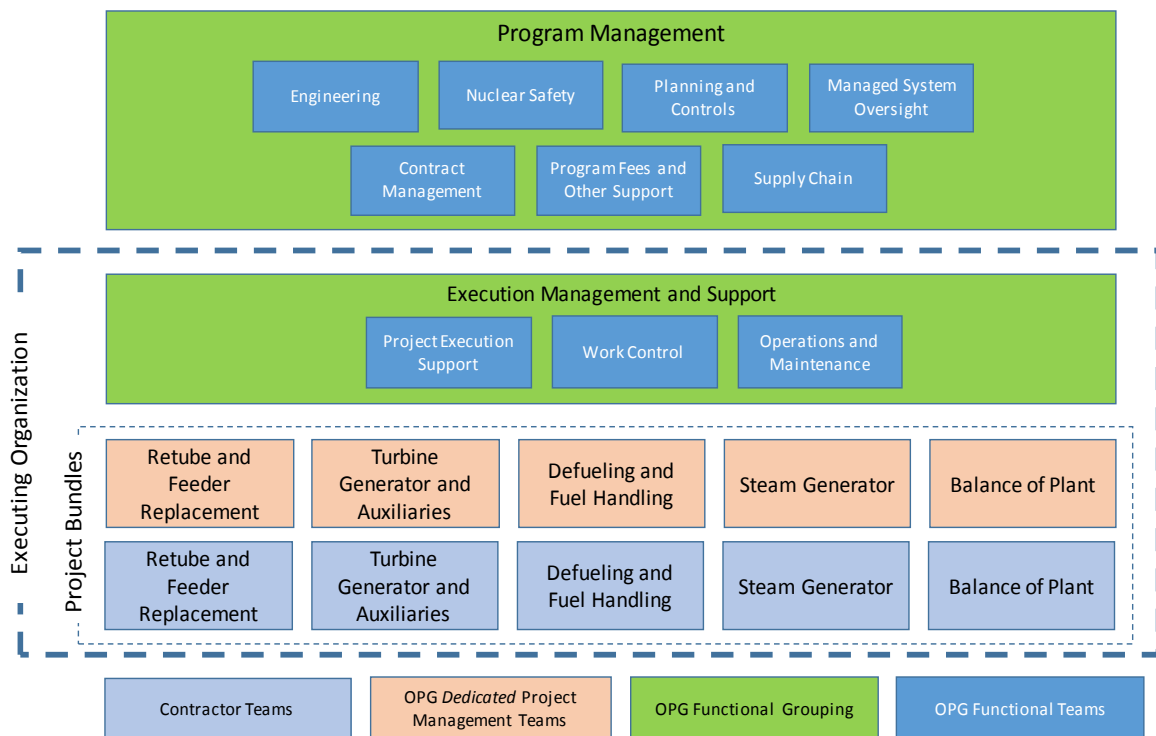 Program Management
Engineering
Nuclear Safety
Planning and
Controls
Managed System
Oversight
Contract
Management
Program Fees and
Other Support
Supply Chain
Executing Organization
Execution Management and Support
Project Execution
Support
Work Control
Operations and
Maintenance
Project Bundles
Retube and
Feeder
Replacement
Turbine
Generator and
Auxiliaries
Defueling and
Fuel Handling
Steam Generator
Balance of Plant
Retube and
Feeder
Replacement
Turbine
Generator and
Auxiliaries
Defueling and
Fuel Handling
Steam Generator
Balance of Plant
Contractor Teams
OPG Dedicated Project
Management Teams
OPG Functional Grouping
OPG Functional Teams